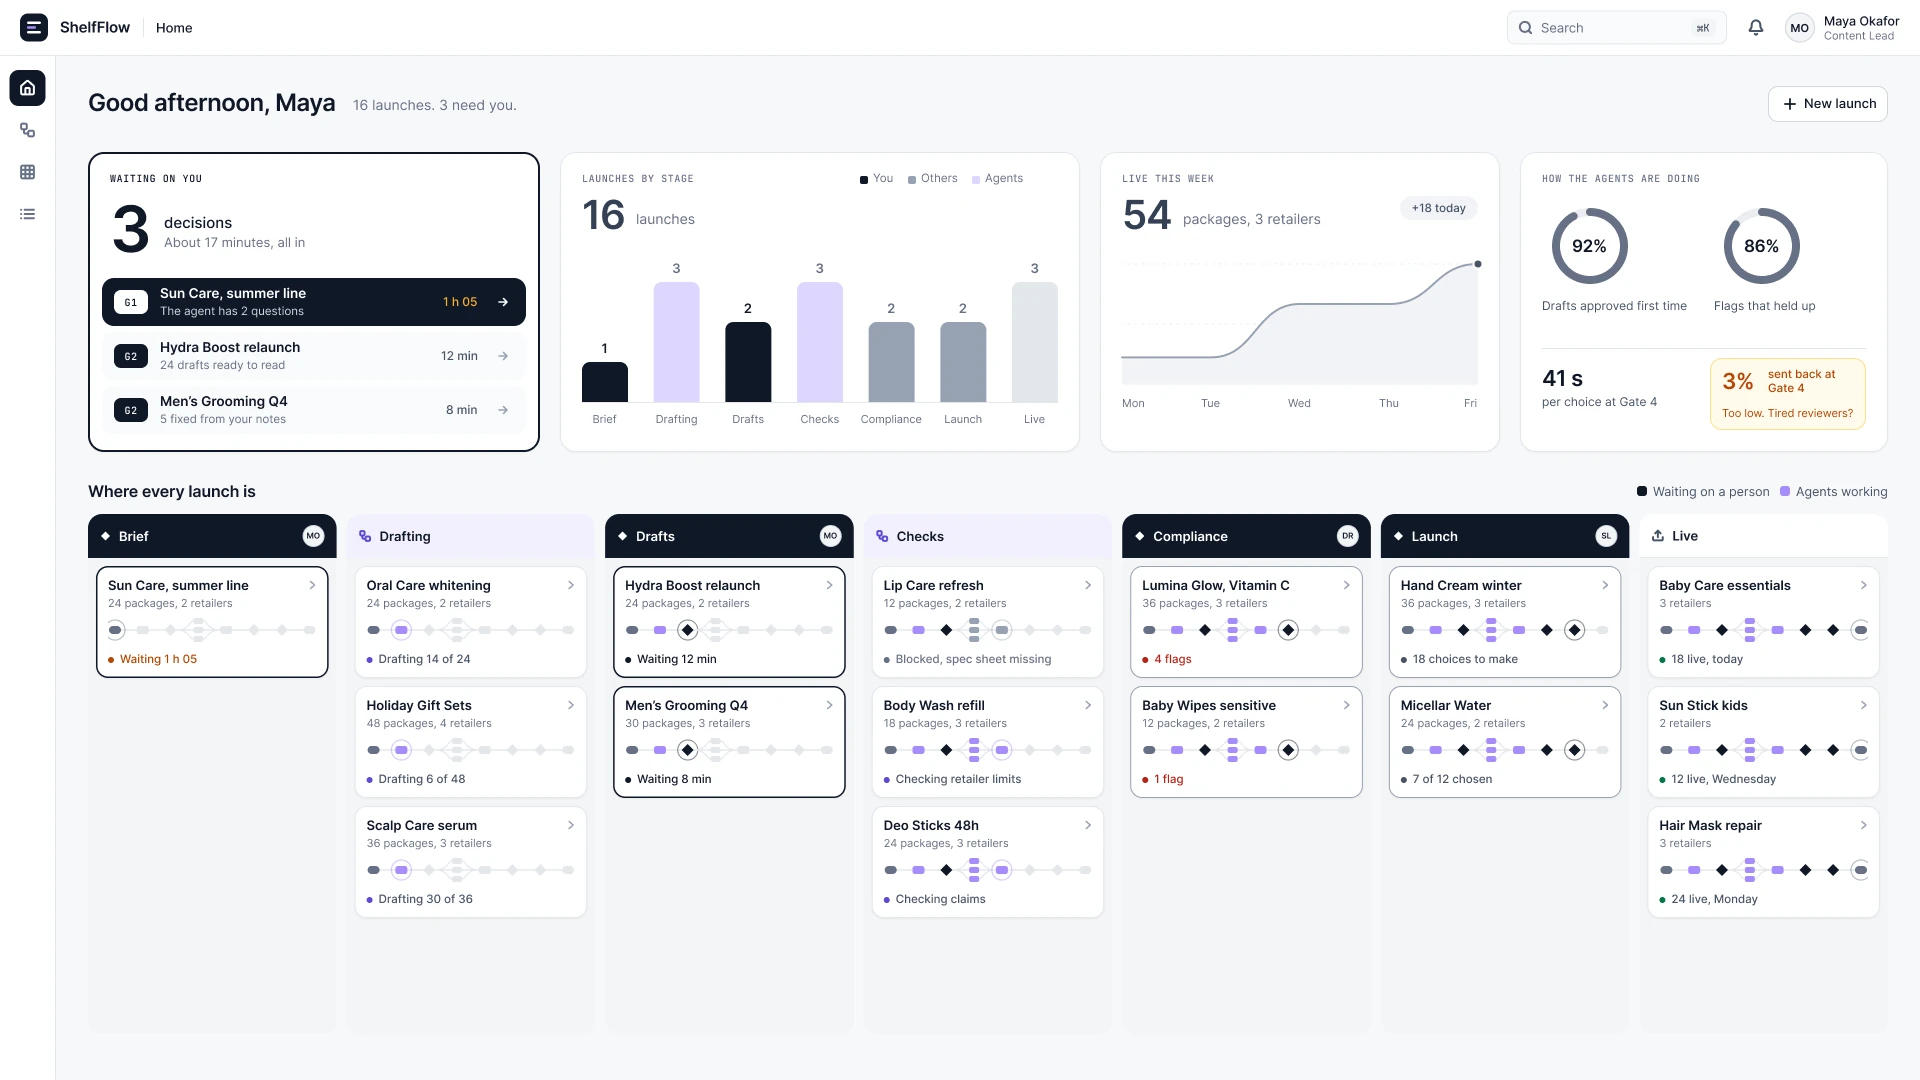 ShelfFlow
Home
Search
⌘K
MO
Maya Okafor
Content Lead
Good afternoon, Maya
16 launches. 3 need you.
New launch
WAITING ON YOU
3
decisions
About 17 minutes, all in
G1
Sun Care, summer line
The agent has 2 questions
1 h 05
G2
Hydra Boost relaunch
24 drafts ready to read
12 min
G2
Men’s Grooming Q4
5 fixed from your notes
8 min
LAUNCHES BY STAGE
You
Others
Agents
16 launches
1
3
2
3
2
2
3
Brief
Drafting
Drafts
Checks
Compliance
Launch
Live
LIVE THIS WEEK
54 packages, 3 retailers
+18 today
Mon
Tue
Wed
Thu
Fri
HOW THE AGENTS ARE DOING
92%
Drafts approved first time
86%
Flags that held up
41 s
per choice at Gate 4
3%
sent back at
Gate 4
Too low. Tired reviewers?
Where every launch is
Waiting on a person
Agents working
Brief
MO
Sun Care, summer line
24 packages, 2 retailers
Waiting 1 h 05
Drafting
Oral Care whitening
24 packages, 2 retailers
Drafting 14 of 24
Holiday Gift Sets
48 packages, 4 retailers
Drafting 6 of 48
Scalp Care serum
36 packages, 3 retailers
Drafting 30 of 36
Drafts
MO
Hydra Boost relaunch
24 packages, 2 retailers
Waiting 12 min
Men’s Grooming Q4
30 packages, 3 retailers
Waiting 8 min
Checks
Lip Care refresh
12 packages, 2 retailers
Blocked, spec sheet missing
Body Wash refill
18 packages, 3 retailers
Checking retailer limits
Deo Sticks 48h
24 packages, 3 retailers
Checking claims
Compliance
DR
Lumina Glow, Vitamin C
36 packages, 3 retailers
4 flags
Baby Wipes sensitive
12 packages, 2 retailers
1 flag
Launch
SL
Hand Cream winter
36 packages, 3 retailers
18 choices to make
Micellar Water
24 packages, 2 retailers
7 of 12 chosen
Live
Baby Care essentials
3 retailers
18 live, today
Sun Stick kids
2 retailers
12 live, Wednesday
Hair Mask repair
3 retailers
24 live, Monday